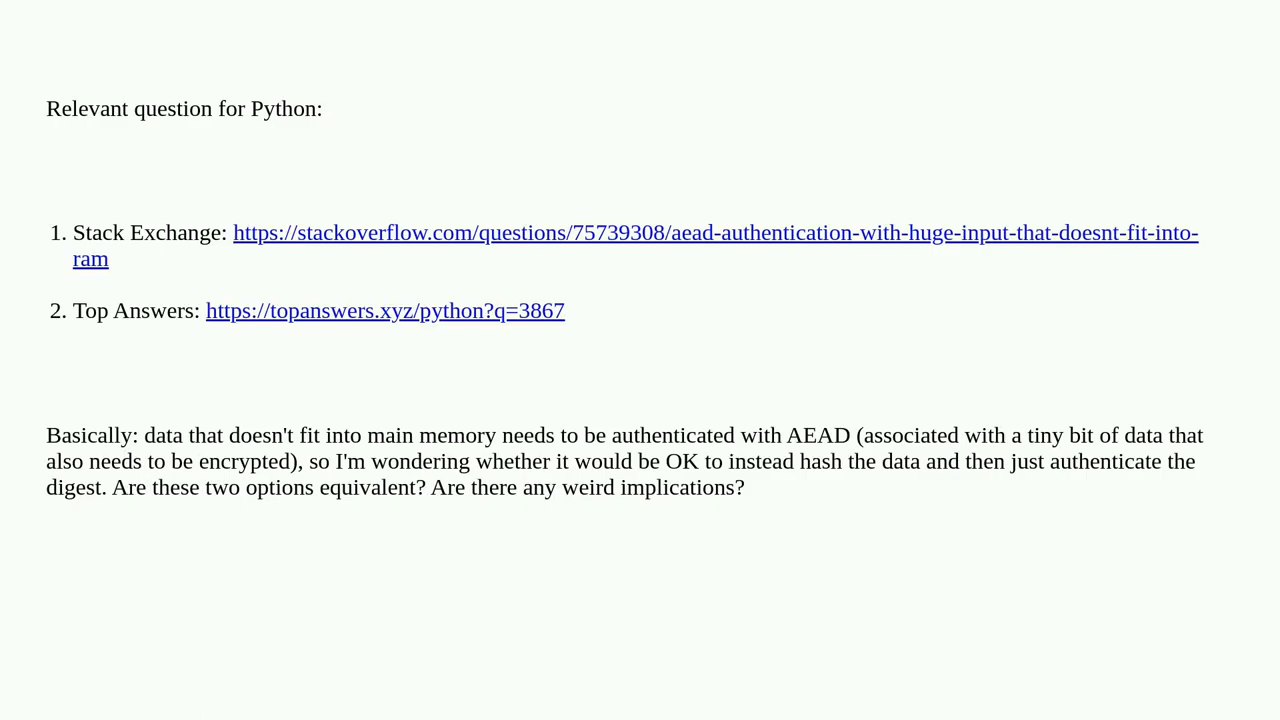 Relevant question for Python:
1. Stack Exchange: https://stackoverflow.com/questions/75739308/aead-authentication-with-huge-input-that-doesnt-fit-into-
ram
2. Top Answers: https://topanswers.xyz/python?q=3867
Basically: data that doesn't fit into main memory needs to be authenticated with AEAD (associated with a tiny bit of data that
also needs to be encrypted), so I'm wondering whether it would be OK to instead hash the data and then just authenticate the
digest. Are these two options equivalent? Are there any weird implications?